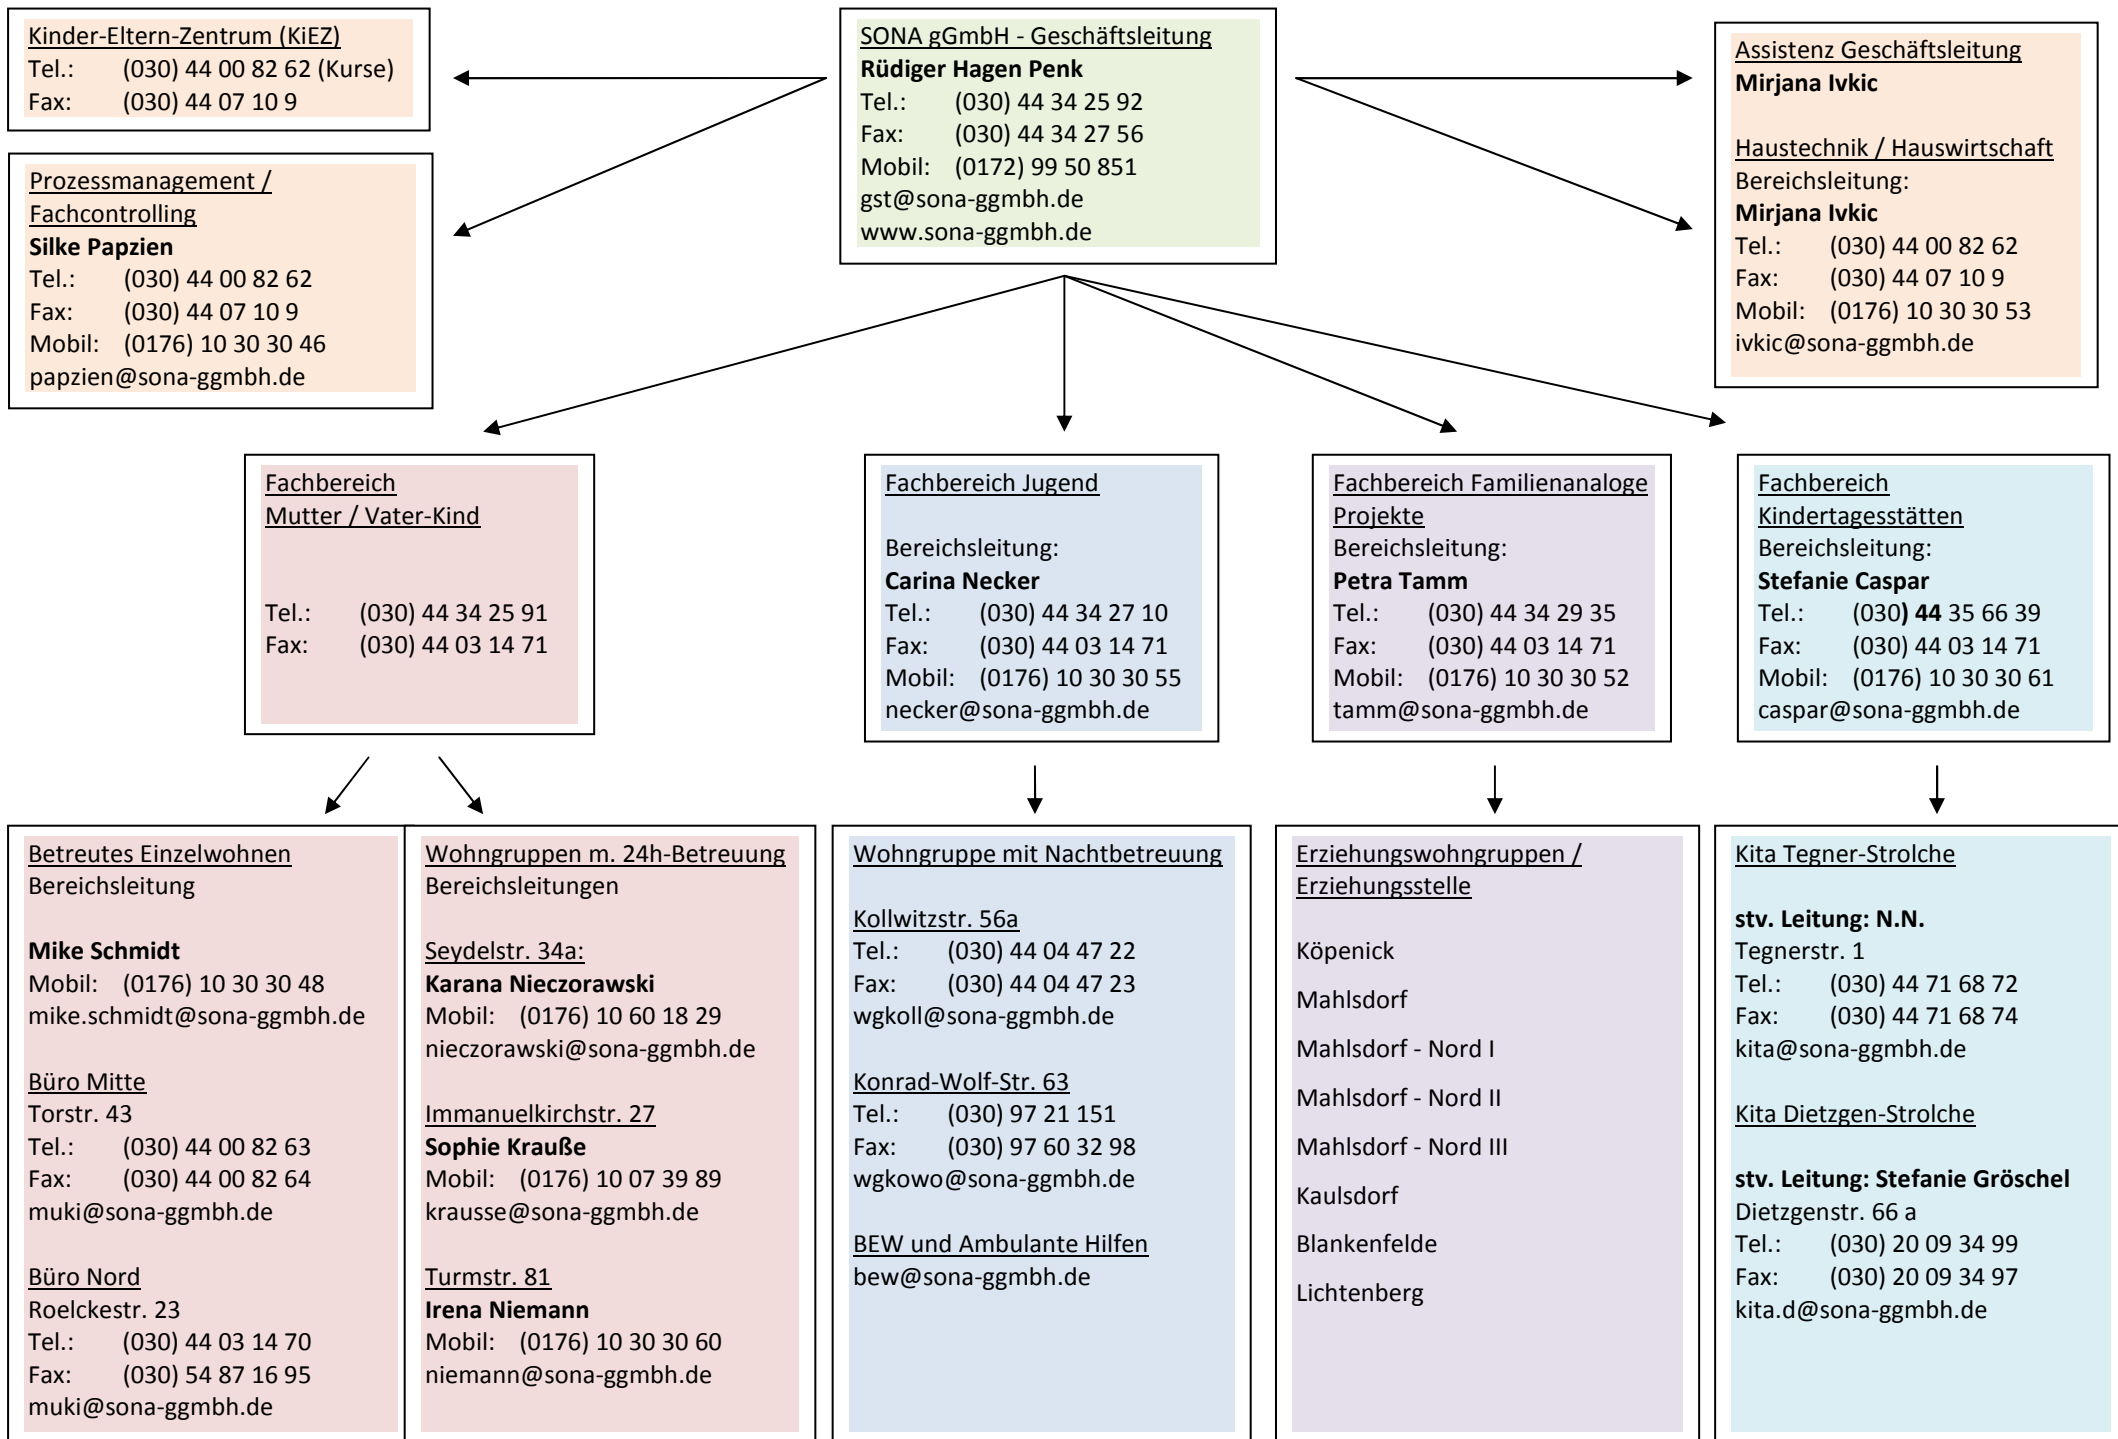 Kinder-Eltern-Zentrum (KiEZ)
Tel.: (030) 44 00 82 62 (Kurse)
Fax: (030) 44 07 10 9
Prozessmanagement /
Fachcontrolling
Silke Papzien
Tel.: (030) 44 00 82 62
Fax: (030) 44 07 10 9
Mobil: (0176) 10 30 30 46
papzien@sona-ggmbh.de
SONA gGmbH - Geschäftsleitung
Rüdiger Hagen Penk
Tel.: (030) 44 34 25 92
Fax: (030) 44 34 27 56
Mobil: (0172) 99 50 851
gst@sona-ggmbh.de
www.sona-ggmbh.de
Assistenz Geschäftsleitung
Mirjana Ivkic
Haustechnik / Hauswirtschaft
Bereichsleitung:
Mirjana Ivkic
Tel.: (030) 44 00 82 62
Fax: (030) 44 07 10 9
Mobil: (0176) 10 30 30 53
ivkic@sona-ggmbh.de
Fachbereich
Mutter / Vater-Kind
Tel.: (030) 44 34 25 91
Fax: (030) 44 03 14 71
Fachbereich Jugend
Bereichsleitung:
Carina Necker
Tel.: (030) 44 34 27 10
Fax: (030) 44 03 14 71
Mobil: (0176) 10 30 30 55
necker@sona-ggmbh.de
Fachbereich Familienanaloge
Projekte
Bereichsleitung:
Petra Tamm
Tel.: (030) 44 34 29 35
Fax: (030) 44 03 14 71
Mobil: (0176) 10 30 30 52
tamm@sona-ggmbh.de
Fachbereich
Kindertagesstätten
Bereichsleitung:
Stefanie Caspar
Tel.: (030) 44 35 66 39
Fax: (030) 44 03 14 71
Mobil: (0176) 10 30 30 61
caspar@sona-ggmbh.de
Betreutes Einzelwohnen
Bereichsleitung
Mike Schmidt
Mobil: (0176) 10 30 30 48
mike.schmidt@sona-ggmbh.de
Büro Mitte
Torstr. 43
Tel.: (030) 44 00 82 63
Fax: (030) 44 00 82 64
muki@sona-ggmbh.de
Büro Nord
Roelckestr. 23
Tel.: (030) 44 03 14 70
Fax: (030) 54 87 16 95
muki@sona-ggmbh.de
Wohngruppen m. 24h-Betreuung
Bereichsleitungen
Seydelstr. 34a:
Karana Nieczorawski
Mobil: (0176) 10 60 18 29
nieczorawski@sona-ggmbh.de
Immanuelkirchstr. 27
Sophie Krauße
Mobil: (0176) 10 07 39 89
krausse@sona-ggmbh.de
Turmstr. 81
Irena Niemann
Mobil: (0176) 10 30 30 60
niemann@sona-ggmbh.de
Wohngruppe mit Nachtbetreuung
Kollwitzstr. 56a
Tel.: (030) 44 04 47 22
Fax: (030) 44 04 47 23
wgkoll@sona-ggmbh.de
Konrad-Wolf-Str. 63
Tel.: (030) 97 21 151
Fax: (030) 97 60 32 98
wgkowo@sona-ggmbh.de
BEW und Ambulante Hilfen
bew@sona-ggmbh.de
Erziehungswohngruppen /
Erziehungsstelle
Köpenick
Mahlsdorf
Mahlsdorf - Nord I
Mahlsdorf - Nord II
Mahlsdorf - Nord III
Kaulsdorf
Blankenfelde
Lichtenberg
Kita Tegner-Strolche
stv. Leitung: N.N.
Tegnerstr. 1
Tel.: (030) 44 71 68 72
Fax: (030) 44 71 68 74
kita@sona-ggmbh.de
Kita Dietzgen-Strolche
stv. Leitung: Stefanie Gröschel
Dietzgenstr. 66 a
Tel.: (030) 20 09 34 99
Fax: (030) 20 09 34 97
kita.d@sona-ggmbh.de